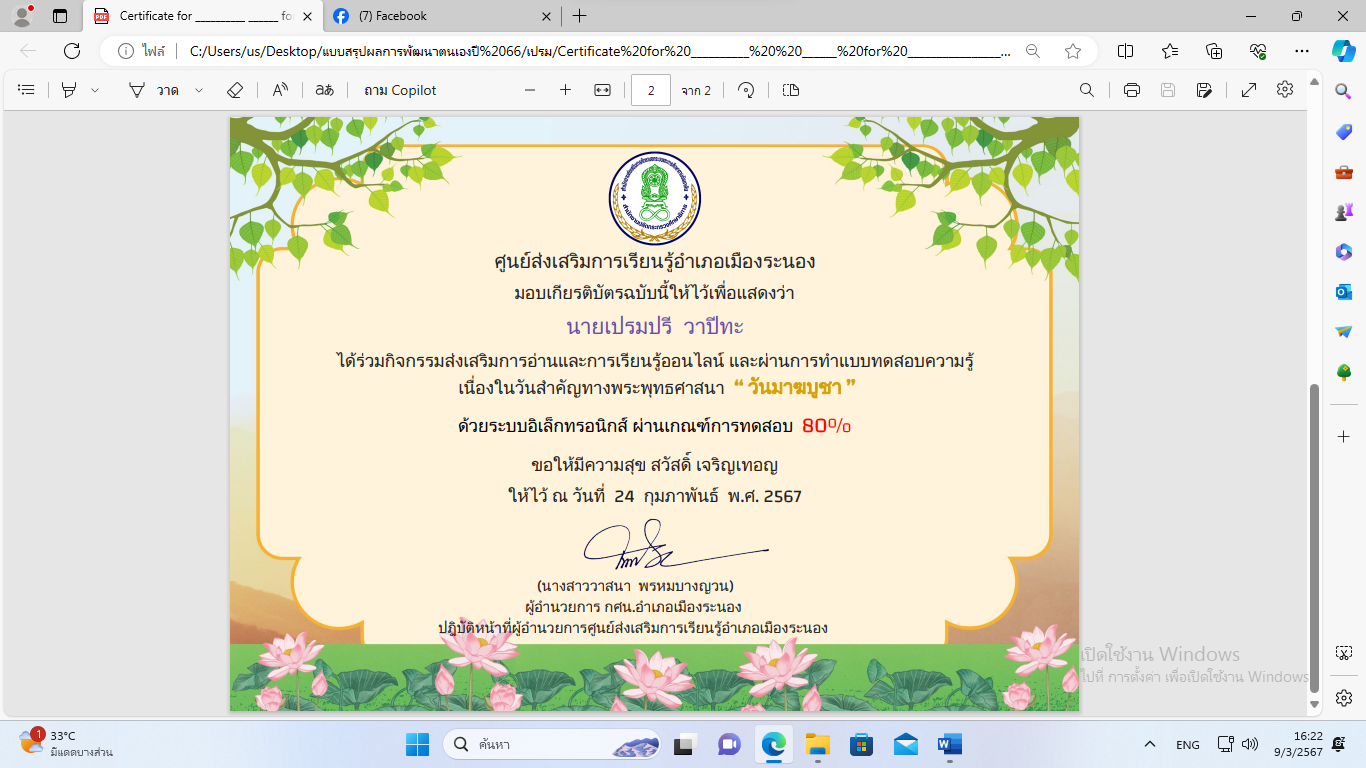 Certificate for __________ ______ fo
(7) Facebook
ไฟล์
C:/Users/us/Desktop/แบบสรุปผลการพัฒนาตนเองปี%2066/เปรม/Certificate%20for%20__________%20%20______%20for%20________________...
วาด
ถาม Copilot
2
จาก 2
ศูนย์ส่งเสริมการเรียนรู้อำเภอเมืองระนอง
มอบเกียรติบัตรฉบับนี้ให้ไว้เพื่อแสดงว่า
นายเปรมปรี วาปีทะ
ได้ร่วมกิจกรรมส่งเสริมการอ่านและการเรียนรู้ออนไลน์ และผ่านการทำแบบทดสอบความรู้
เนื่องในวันสำคัญทางพระพุทธศาสนา “ วันมาฆบูชา ”
ด้วยระบบอิเล็กทรอนิกส์ ผ่านเกณฑ์การทดสอบ 80%
ขอให้มีความสุข สวัสดิ์ เจริญเทอญ
ให้ไว้ ณ วันที่ 24 กุมภาพันธ์ พ.ศ. 2567
(นางสาววาสนา พรหมบางญวน)
ผู้อำนวยการ กศน.อำเภอเมืองระนอง
ปฏิบัติหน้าที่ผู้อำนวยการศูนย์ส่งเสริมการเรียนรู้อำเภอเมืองระนอง
เปิดใช้งาน Windows
ไปที่ การตั้งค่า เพื่อเปิดใช้งาน Windows
1
33°C
มีแดดบางส่วน
ค้นหา
ENG
16:22
9/3/2567